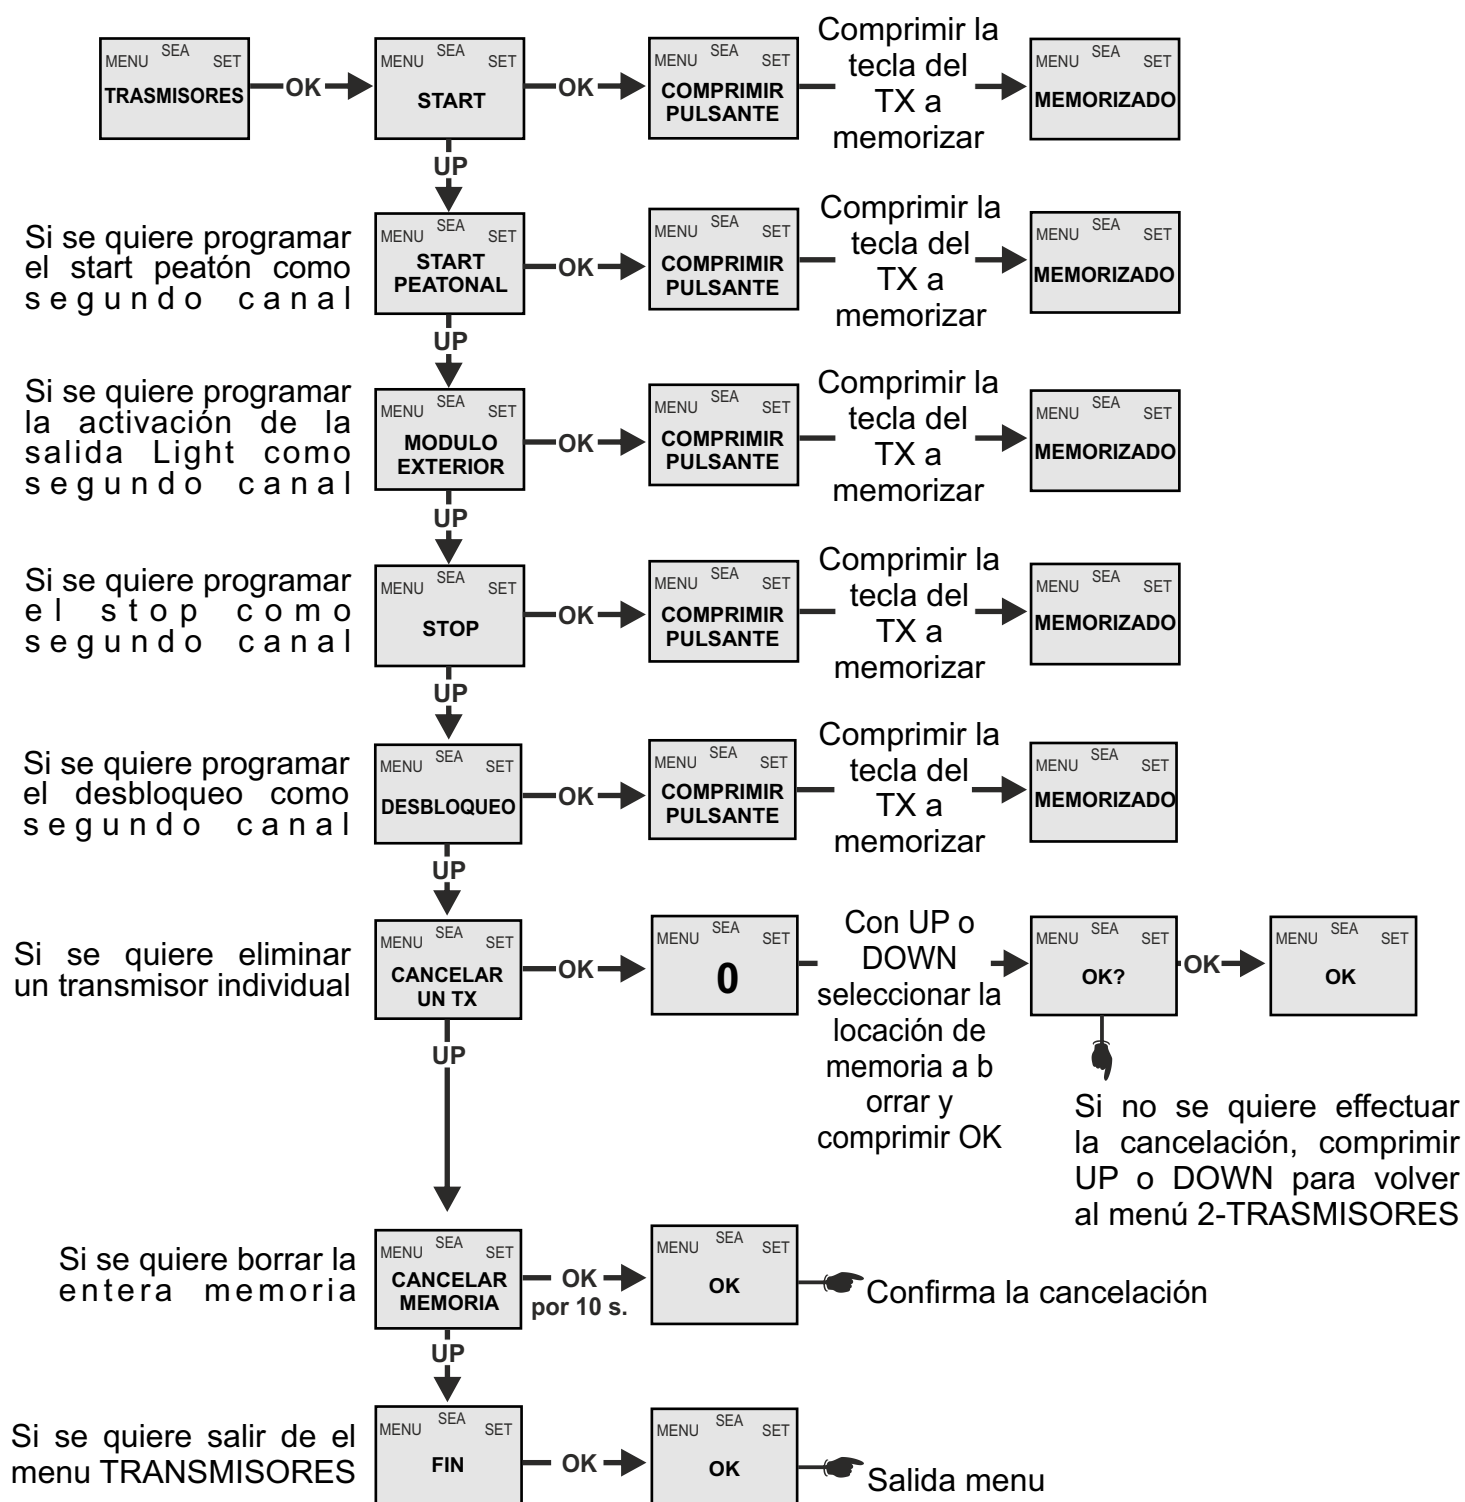 MENU SEA SET
TRASMISORES
OK
MENU SEA SET
START
OK
MENU SEA SET
COMPRIMIR
PULSANTE
Comprimir la
tecla del
TX a
memorizar
MENU SEA SET
MEMORIZADO
UP
Si se quiere programar
el start peatón como
segundo canal
MENU SEA SET
START
PEATONAL
OK
MENU SEA SET
COMPRIMIR
PULSANTE
Comprimir la
tecla del
TX a
memorizar
MENU SEA SET
MEMORIZADO
UP
Si se quiere programar
la activación de la
salida Light como
segundo canal
MENU SEA SET
MODULO
EXTERIOR
OK
MENU SEA SET
COMPRIMIR
PULSANTE
Comprimir la
tecla del
TX a
memorizar
MENU SEA SET
MEMORIZADO
UP
Si se quiere programar
el stop como
segundo canal
MENU SEA SET
STOP
OK
MENU SEA SET
COMPRIMIR
PULSANTE
Comprimir la
tecla del
TX a
memorizar
MENU SEA SET
MEMORIZADO
UP
Si se quiere programar
el desbloqueo como
segundo canal
MENU SEA SET
DESBLOQUEO
OK
MENU SEA SET
COMPRIMIR
PULSANTE
Comprimir la
tecla del
TX a
memorizar
MENU SEA SET
MEMORIZADO
UP
Si se quiere eliminar
un transmisor individual
MENU SEA SET
CANCELAR
UN TX
OK
MENU SEA SET
0
Con UP o
DOWN
seleccionar la
locación de
memoria a b
orrar y
comprimir OK
MENU SEA SET
OK?
OK
MENU SEA SET
OK
Si no se quiere effectuar
la cancelación, comprimir
UP o DOWN para volver
al menú 2-TRASMISORES
UP
Si se quiere borrar la
entera memoria
MENU SEA SET
CANCELAR
MEMORIA
OK
por 10 s.
MENU SEA SET
OK
Confirma la cancelación
UP
Si se quiere salir de el
menu TRANSMISORES
MENU SEA SET
FIN
OK
MENU SEA SET
OK
Salida menu